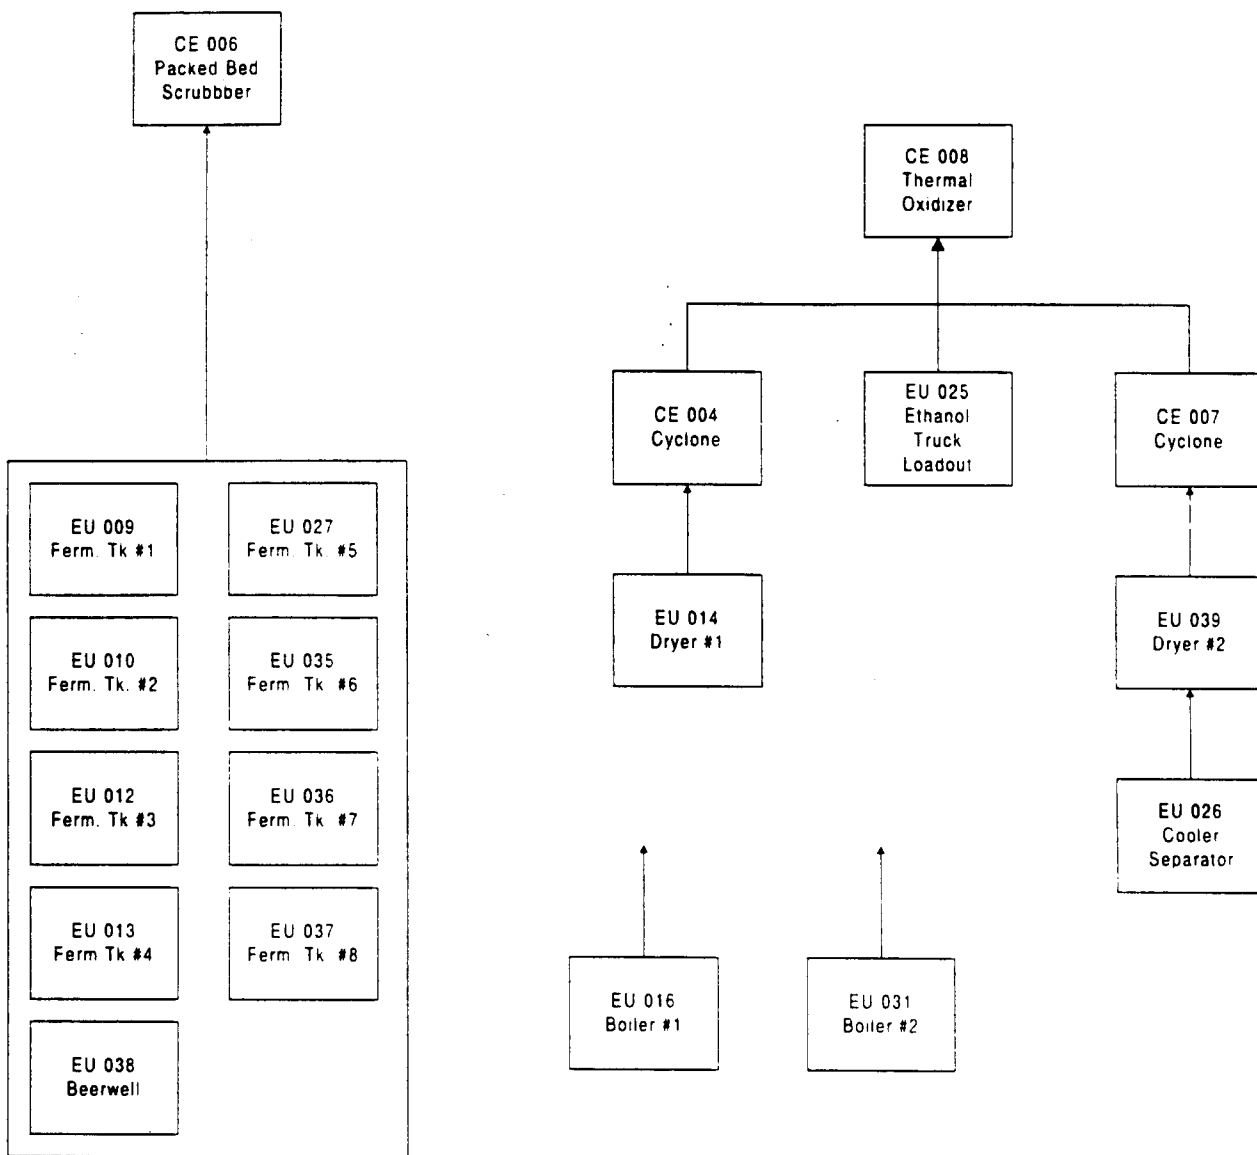 CE 006
Packed Bed
Scrubbber
CE 008
Thermal
Oxidizer
CE 004
Cyclone
EU 025
Ethanol
Truck
Loadout
CE 007
Cyclone
EU 009
Ferm. Tk #1
EU 027
Ferm. Tk. #5
EU 014
Dryer #1
EU 039
Dryer #2
EU 010
Ferm. Tk. #2
EU 035
Ferm Tk #6
EU 012
Ferm. Tk #3
EU 036
Ferm. Tk #7
EU 026
Cooler
Separator
EU 013
Ferm Tk #4
EU 037
Ferm Tk #8
EU 016
Boiler #1
EU 031
Boiler #2
EU 038
Beerwell